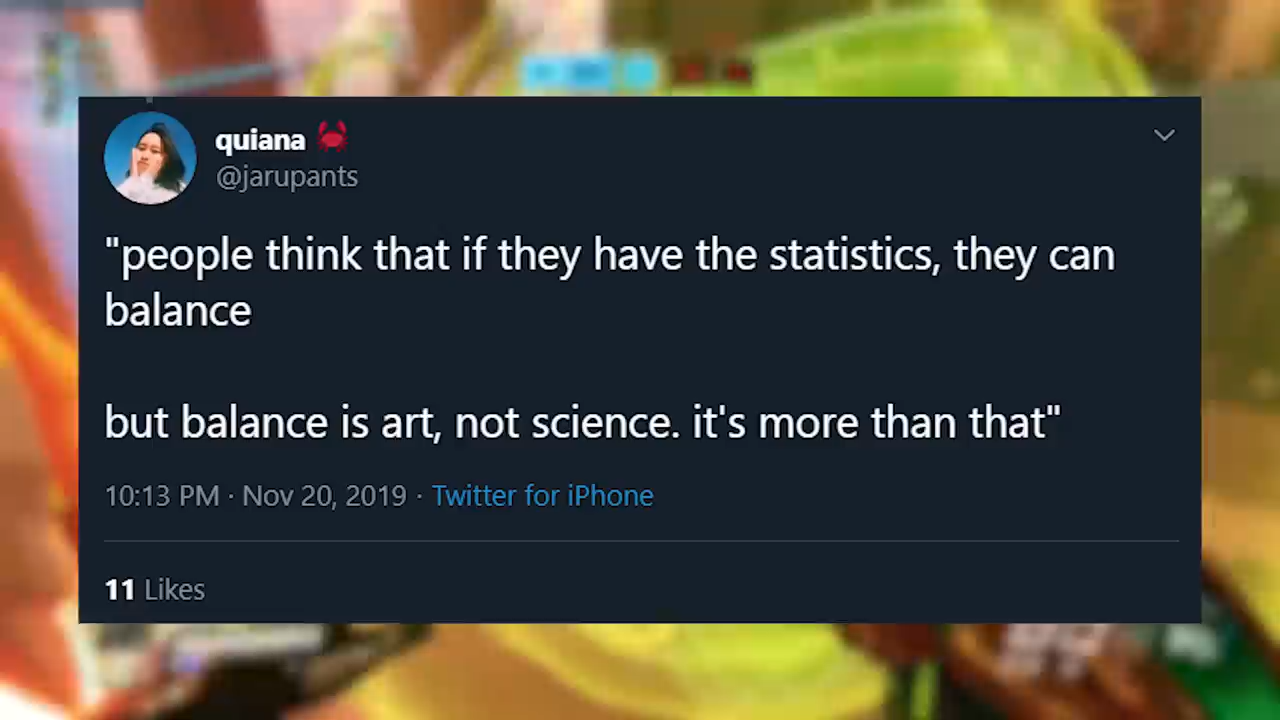 quiana 🦀
@jarupants
"people think that if they have the statistics, they can
balance
but balance is art, not science. it's more than that"
10:13 PM · Nov 20, 2019 · Twitter for iPhone
11 Likes